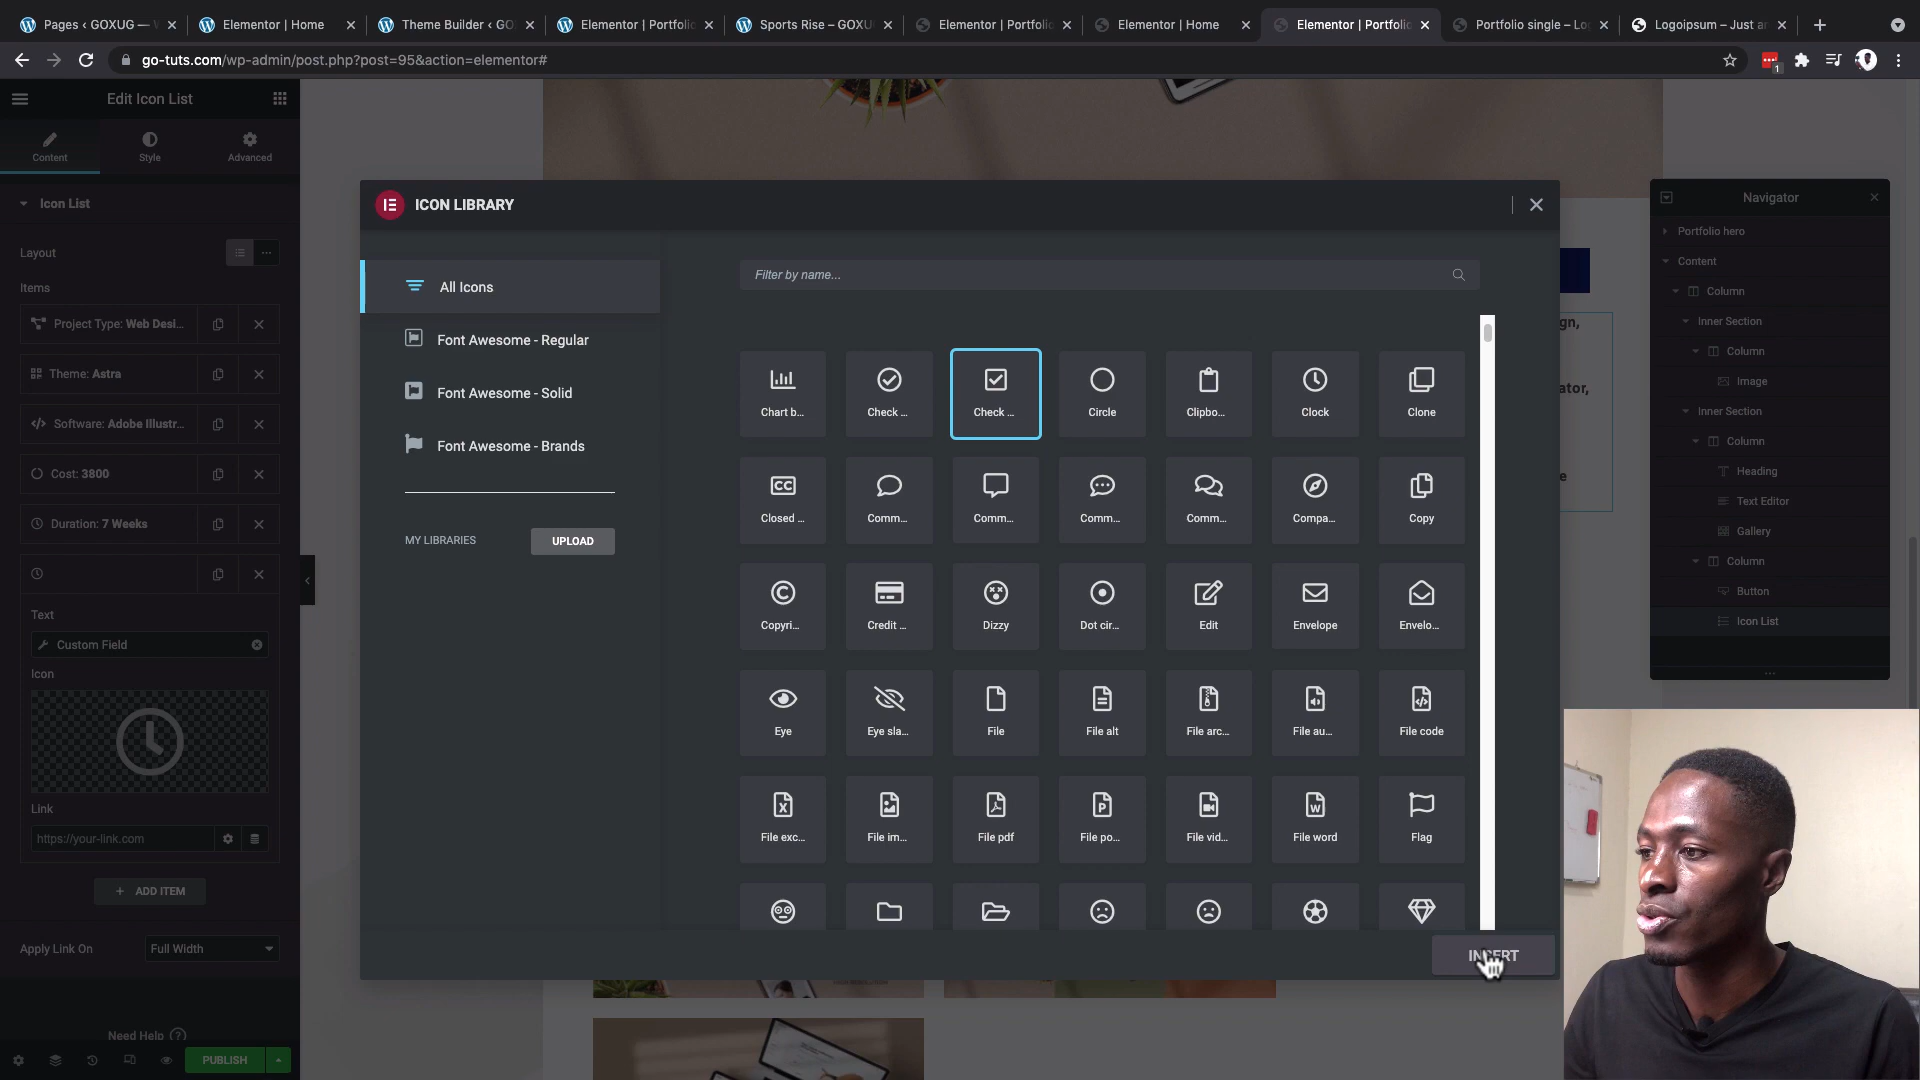 Pages ‹ GOXUG — W
Elementor | Home
Theme Builder ‹ GO
Elementor | Portfolio
Sports Rise – GOXU
Elementor | Portfolio
Elementor | Home
Elementor | Portfolio
Portfolio single – Lo
Logoipsum – Just an
go-tuts.com/wp-admin/post.php?post=95&action=elementor#
1
Edit Icon List
Content
Style
Advanced
Icon List
Layout
Items
Project Type: Web Desi...
Theme: Astra
Software: Adobe Illustr...
Cost: 3800
Duration: 7 Weeks
Text
Custom Field
Icon
Link
https://your-link.com
+ ADD ITEM
Apply Link On
Full Width
Need Help ?
PUBLISH
ICON LIBRARY
All Icons
Font Awesome - Regular
Font Awesome - Solid
Font Awesome - Brands
MY LIBRARIES
UPLOAD
Filter by name...
Chart b...
Check ...
Check ...
Circle
Clipbo...
Clock
Clone
Closed ...
Comm...
Comm...
Comm...
Comm...
Compa...
Copy
Copyri...
Credit ...
Dizzy
Dot cir...
Edit
Envelope
Envelo...
Eye
Eye sla...
File
File alt
File arc...
File au...
File code
File exc...
File im...
File pdf
File po...
File vid...
File word
Flag
INSERT
gn,
ator,
e
Navigator
Portfolio hero
Content
Column
Inner Section
Column
Image
Inner Section
Column
Heading
Text Editor
Gallery
Column
Button
Icon List